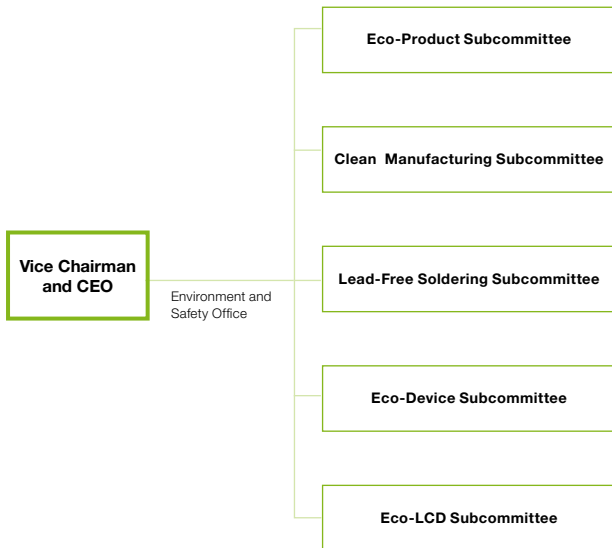 Eco-Product Subcommittee
Clean Manufacturing Subcommittee
Vice Chairman
and CEO
Environment and
Safety Office
Lead-Free Soldering Subcommittee
Eco-Device Subcommittee
Eco-LCD Subcommittee